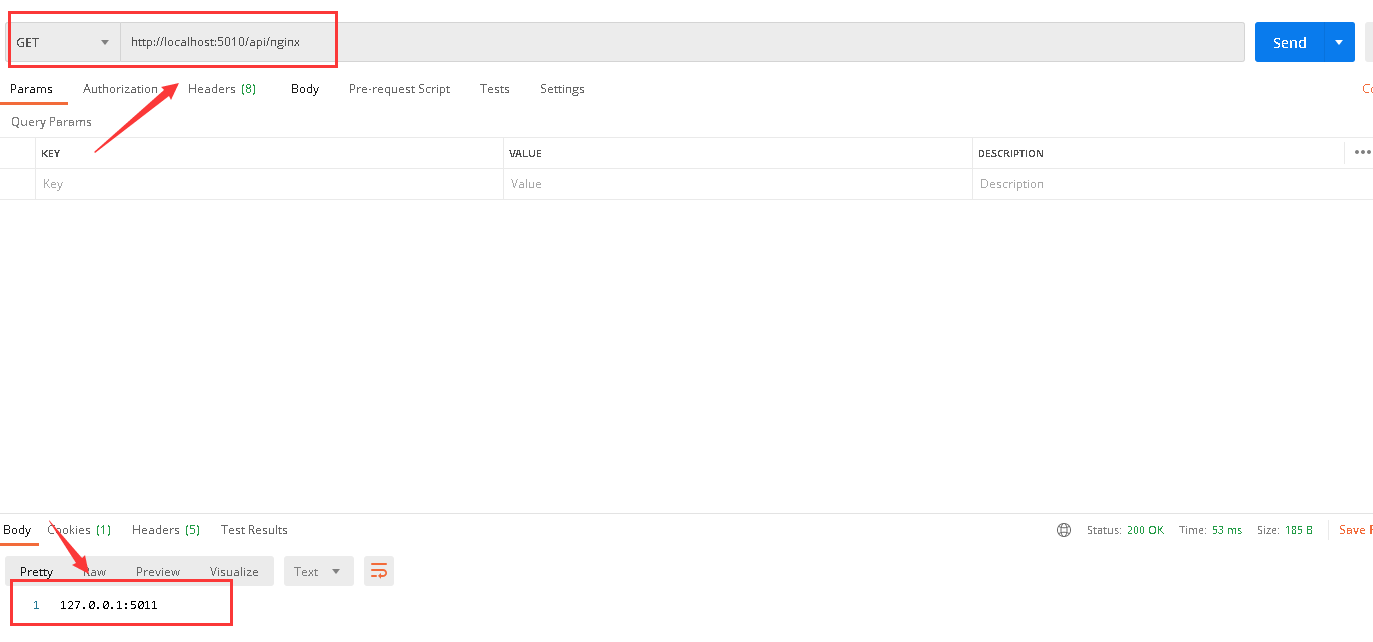 GET http://localhost:5010/api/nginx Send
Params Authorization Headers (8) Body Pre-request Script Tests Settings
Query Params
KEY VALUE DESCRIPTION
Key Value Description
Body Cookies (1) Headers (5) Test Results Status: 200 OK Time: 53 ms Size: 185 B Save
Pretty Raw Preview Visualize Text
1 127.0.0.1:5011